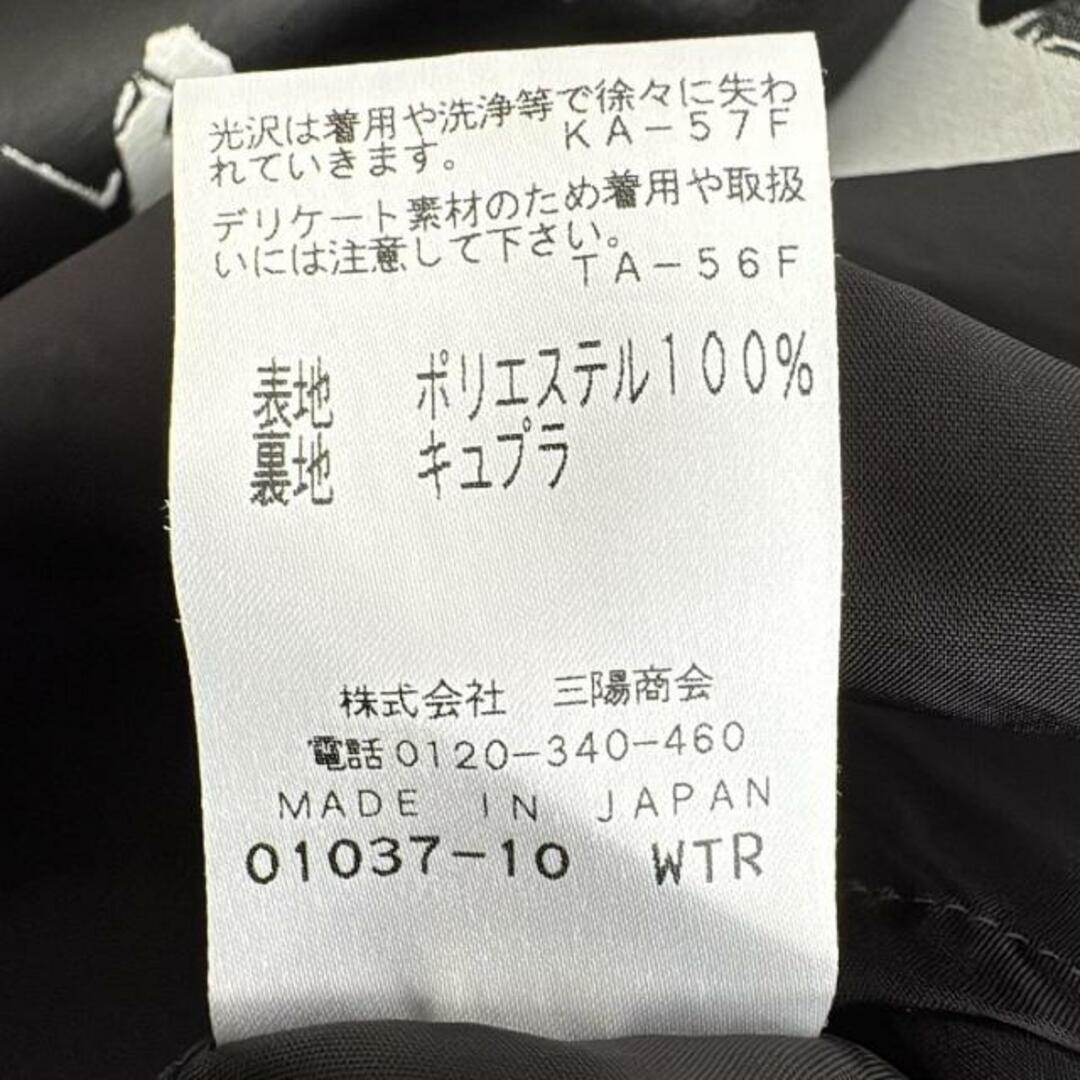 光沢は着用や洗浄等で徐々に失わ
れていきます。 KA-57F
デリケート素材のため着用や取扱
いには注意して下さい。 TA-56F
表地 ポリエステル100%
裏地 キュプラ
株式会社 三陽商会
電話0120-340-460
MADE IN JAPAN
01037-10 WTR